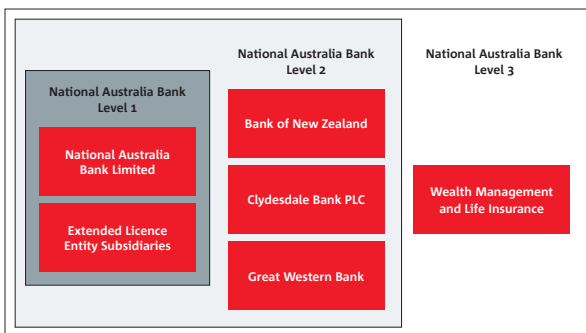 National Australia Bank
Level 1
National Australia
Bank Limited
Extended Licence
Entity Subsidiaries
National Australia Bank
Level 2
Bank of New Zealand
Clydesdale Bank PLC
Great Western Bank
National Australia Bank
Level 3
Wealth Management
and Life Insurance